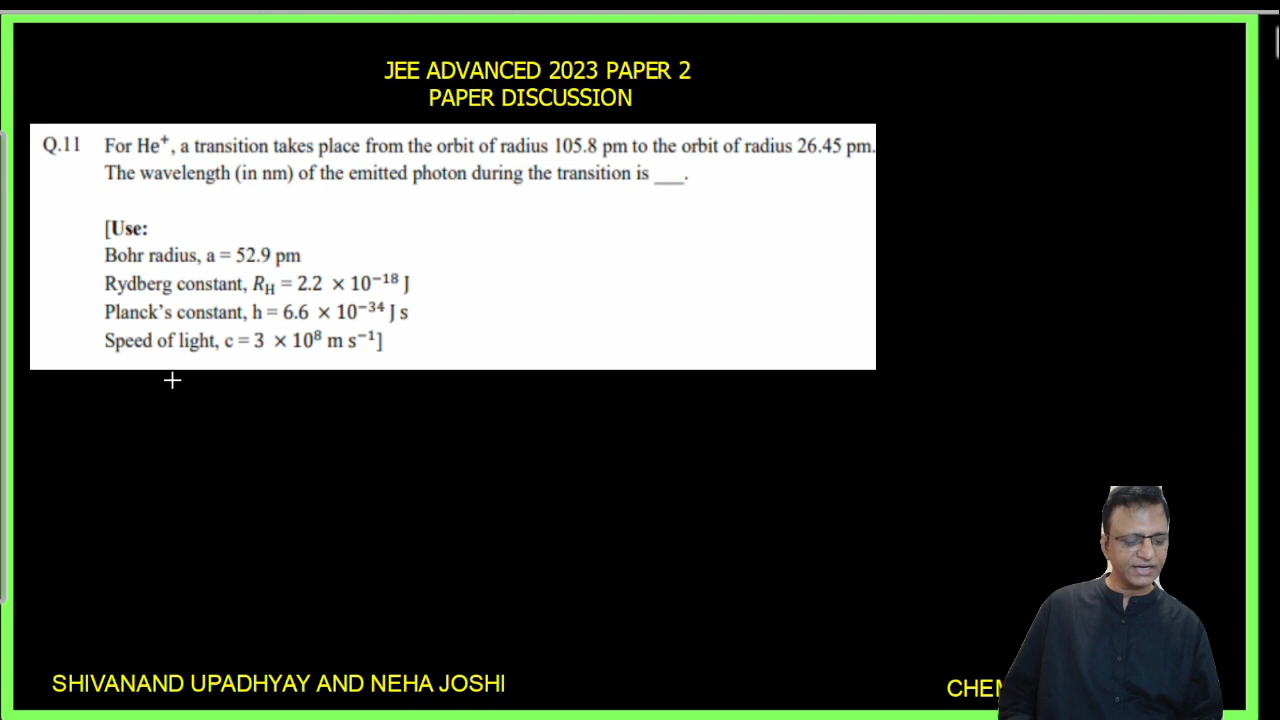 JEE ADVANCED 2023 PAPER 2
PAPER DISCUSSION
Q.11 For He⁺, a transition takes place from the orbit of radius 105.8 pm to the orbit of radius 26.45 pm.
The wavelength (in nm) of the emitted photon during the transition is ___.
[Use:
Bohr radius, a = 52.9 pm
Rydberg constant, R_H = 2.2 × 10⁻¹⁸ J
Planck's constant, h = 6.6 × 10⁻³⁴ J s
Speed of light, c = 3 × 10⁸ m s⁻¹]
SHIVANAND UPADHYAY AND NEHA JOSHI